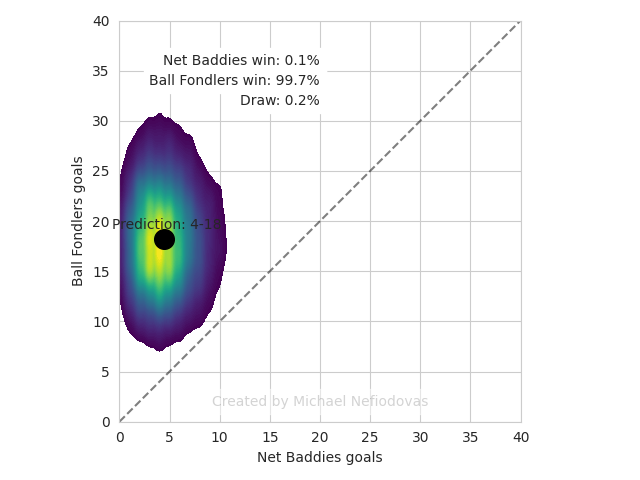 40
35
30
25
20
15
10
5
0
Ball Fondlers goals
Net Baddies win: 0.1%
Ball Fondlers win: 99.7%
Draw: 0.2%
Prediction:
Created by Michael Nefiodovas
0 5 10 15 20 25 30 35 40
Net Baddies goals